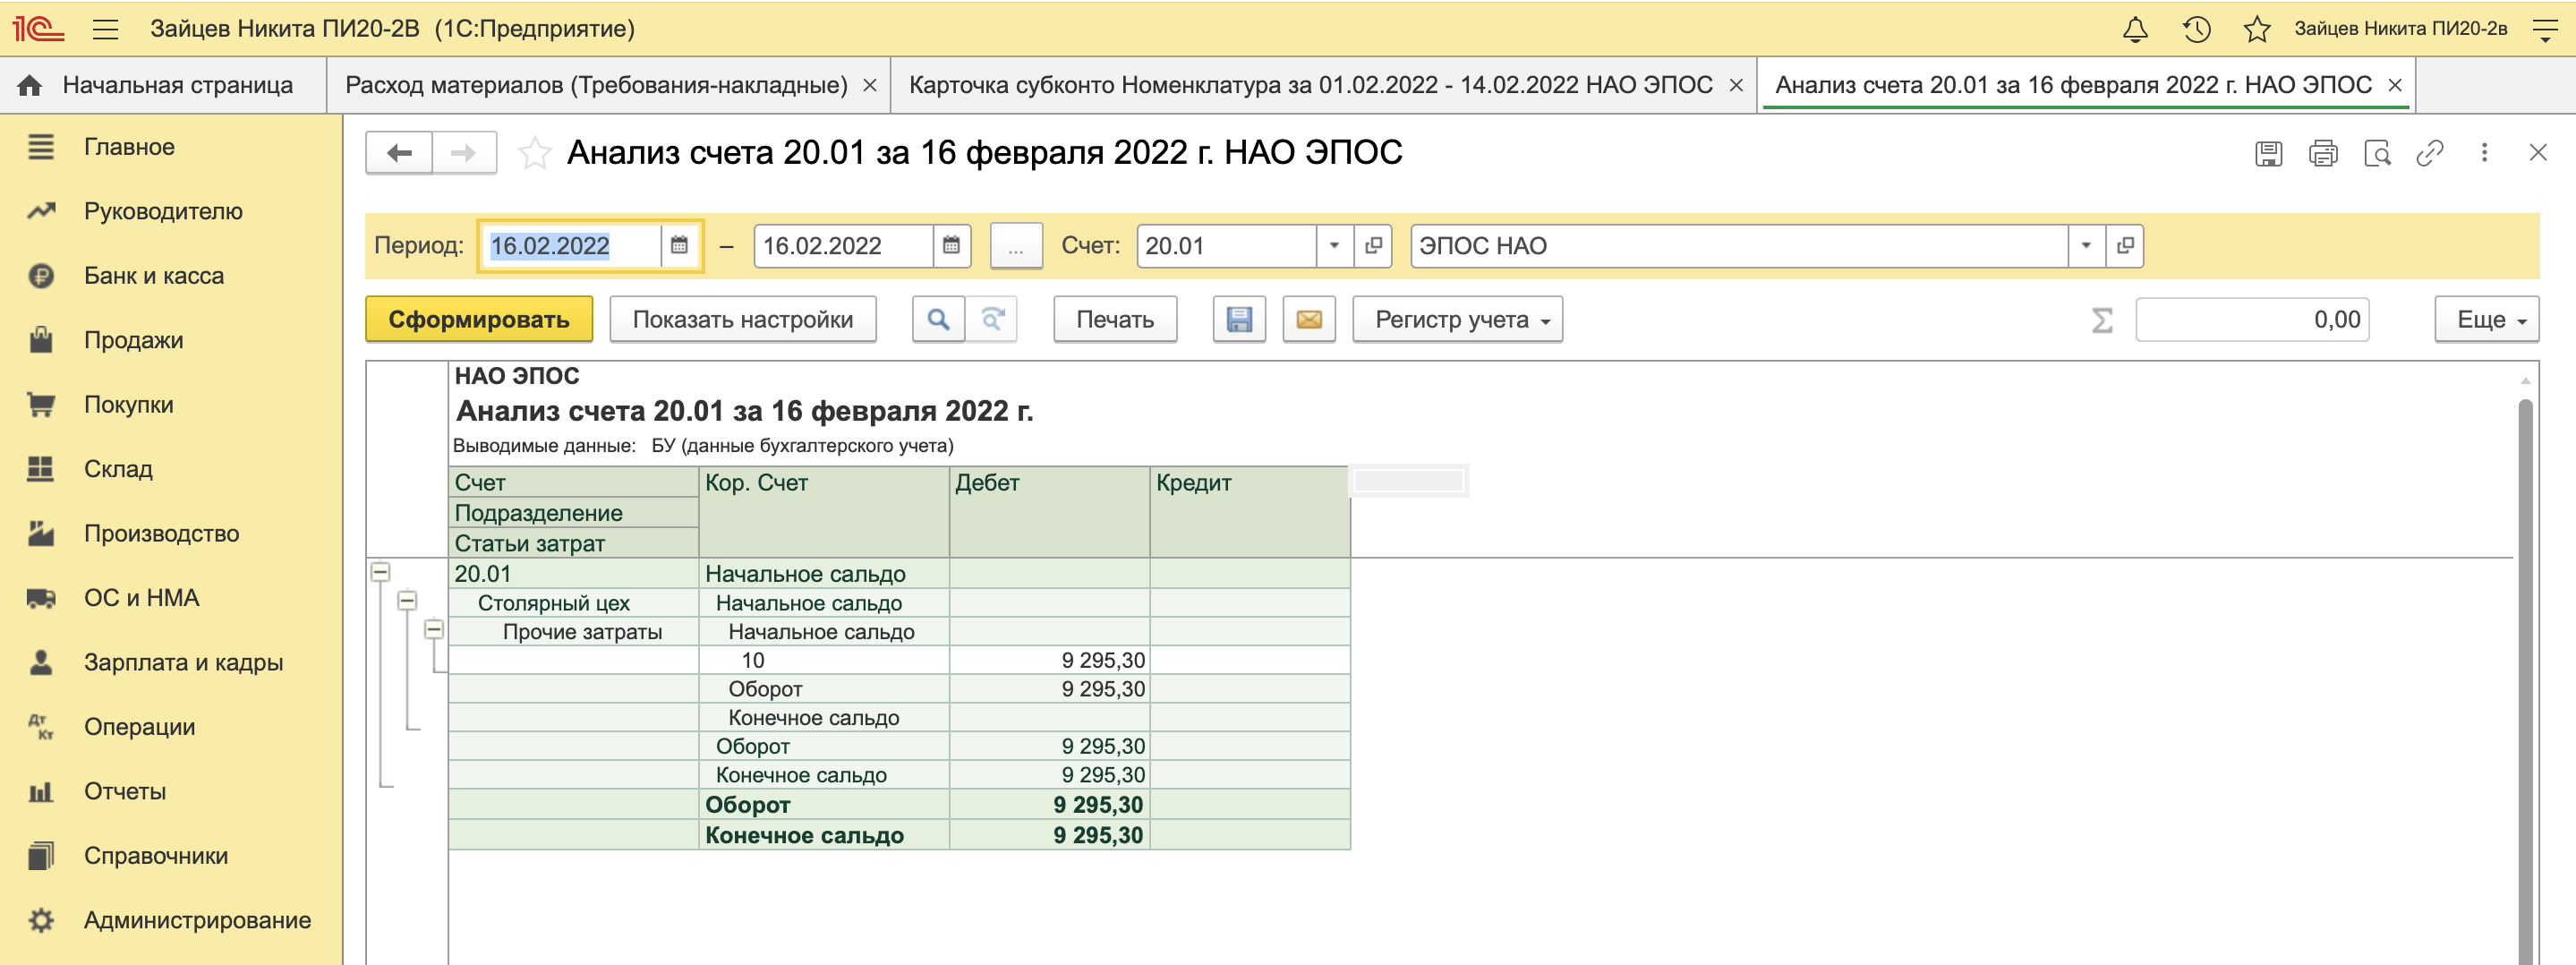 1С Зайцев Никита ПИ20-2В (1С:Предприятие) Зайцев Никита ПИ20-2в
Начальная страница Расход материалов (Требования-накладные) × Карточка субконто Номенклатура за 01.02.2022 - 14.02.2022 НАО ЭПОС × Анализ счета 20.01 за 16 февраля 2022 г. НАО ЭПОС ×
Главное
Руководителю
Банк и касса
Продажи
Покупки
Склад
Производство
ОС и НМА
Зарплата и кадры
Дт
Кт
Операции
Отчеты
Справочники
Администрирование
Анализ счета 20.01 за 16 февраля 2022 г. НАО ЭПОС
Период: 16.02.2022 – 16.02.2022 ... Счет: 20.01 ЭПОС НАО
Сформировать Показать настройки Печать Регистр учета Σ 0,00 Еще
НАО ЭПОС
Анализ счета 20.01 за 16 февраля 2022 г.
Выводимые данные: БУ (данные бухгалтерского учета)
Счет Кор. Счет Дебет Кредит
Подразделение
Статьи затрат
20.01 Начальное сальдо
Столярный цех Начальное сальдо
Прочие затраты Начальное сальдо
10 9 295,30
Оборот 9 295,30
Конечное сальдо
Оборот 9 295,30
Конечное сальдо 9 295,30
Оборот 9 295,30
Конечное сальдо 9 295,30